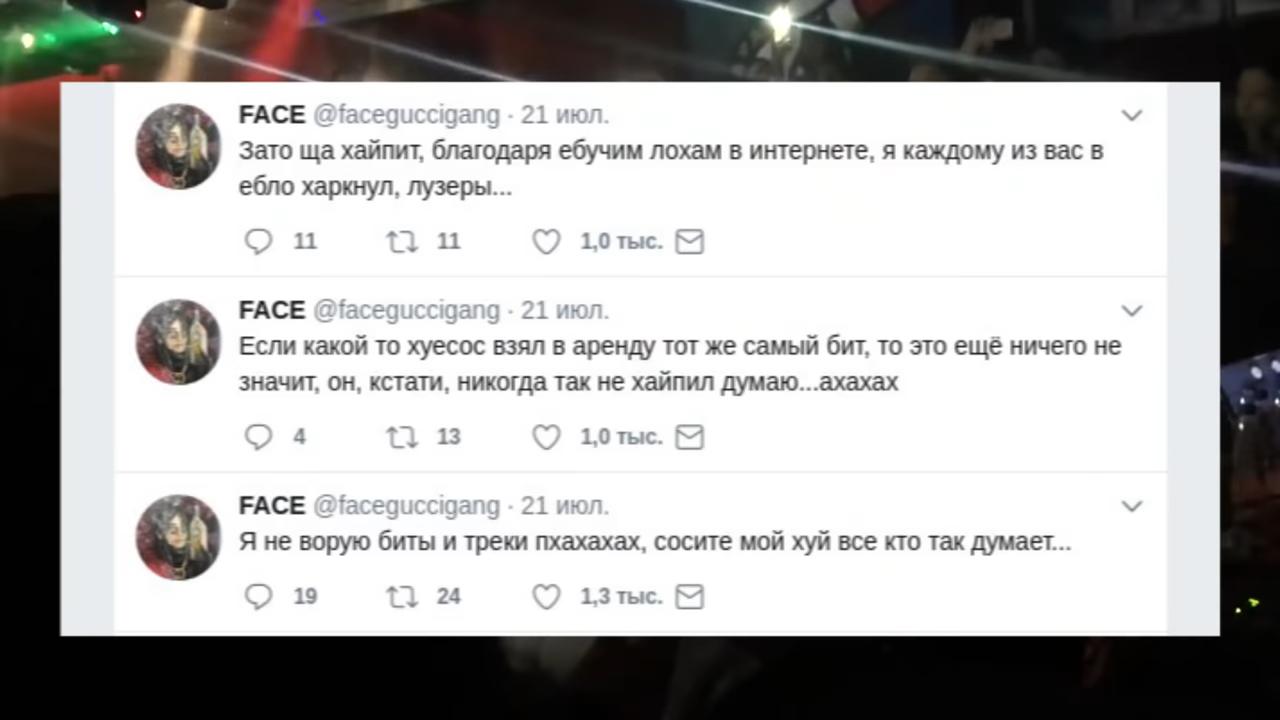 FACE @faceguccigang · 21 июл.
Зато ща хайпит, благодаря ебучим лохам в интернете, я каждому из вас в
ебло харкнул, лузеры...
11 11 1,0 тыс.
FACE @faceguccigang · 21 июл.
Если какой то хуесос взял в аренду тот же самый бит, то это ещё ничего не
значит, он, кстати, никогда так не хайпил думаю...ахахах
4 13 1,0 тыс.
FACE @faceguccigang · 21 июл.
Я не ворую биты и треки пхахахах, сосите мой хуй все кто так думает...
19 24 1,3 тыс.